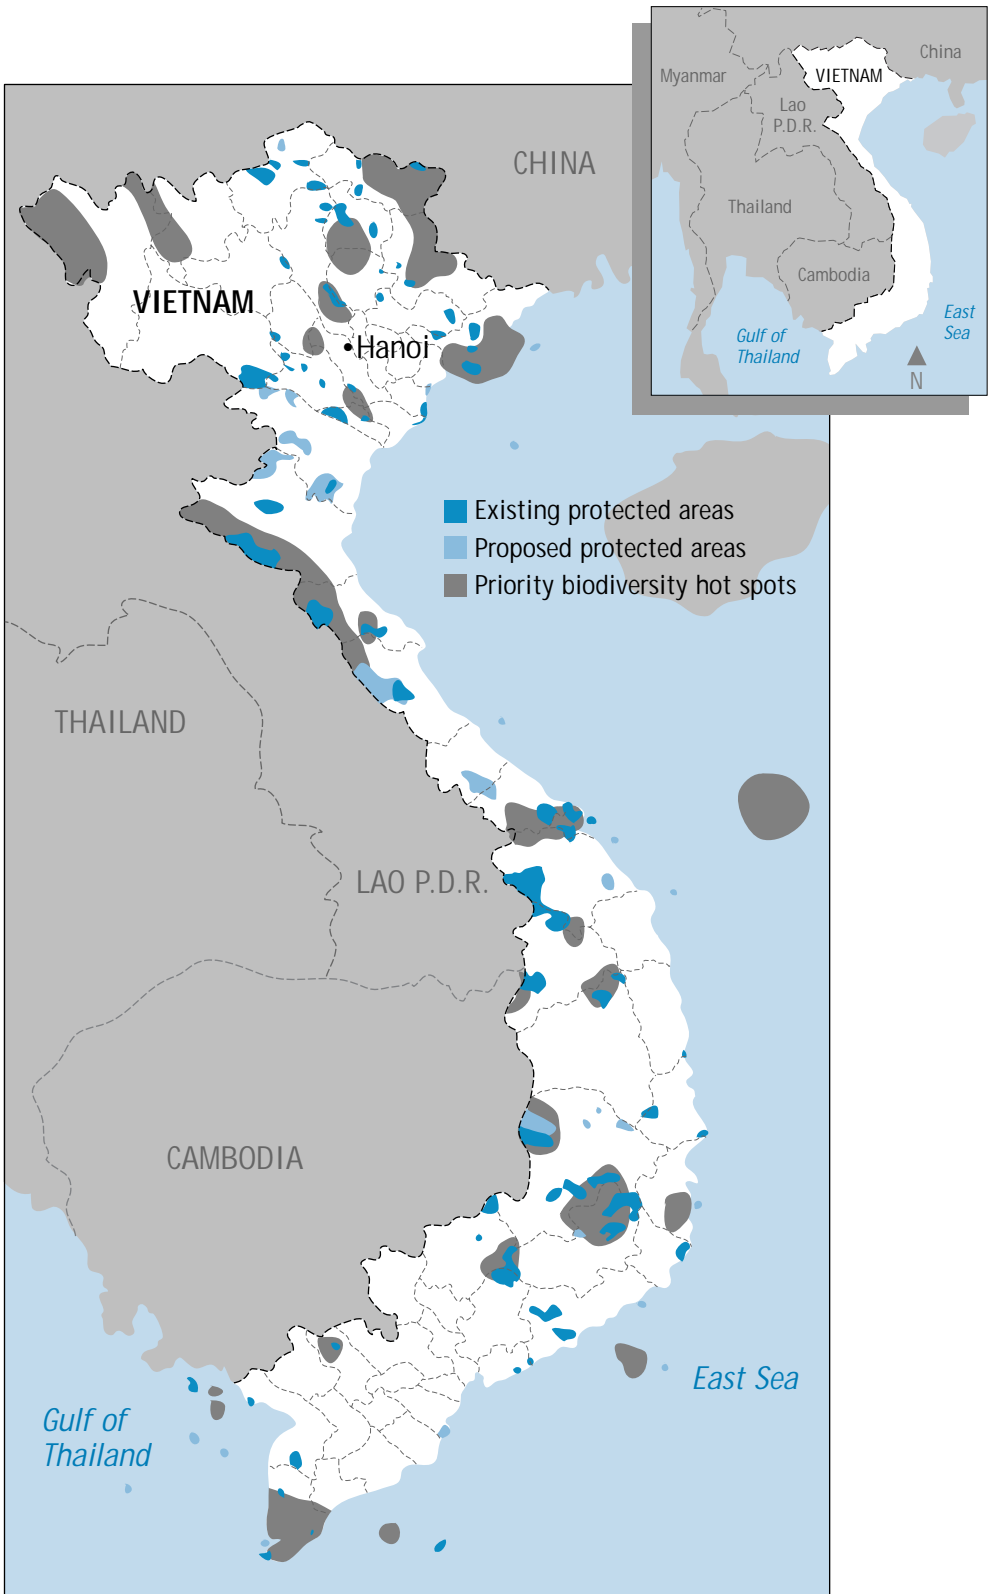 China
Myanmar
VIETNAM
Lao
P.D.R.
Thailand
Cambodia
East
Sea
Gulf of
Thailand
N
CHINA
VIETNAM
Hanoi
Existing protected areas
Proposed protected areas
Priority biodiversity hot spots
THAILAND
LAO P.D.R.
CAMBODIA
East Sea
Gulf of
Thailand